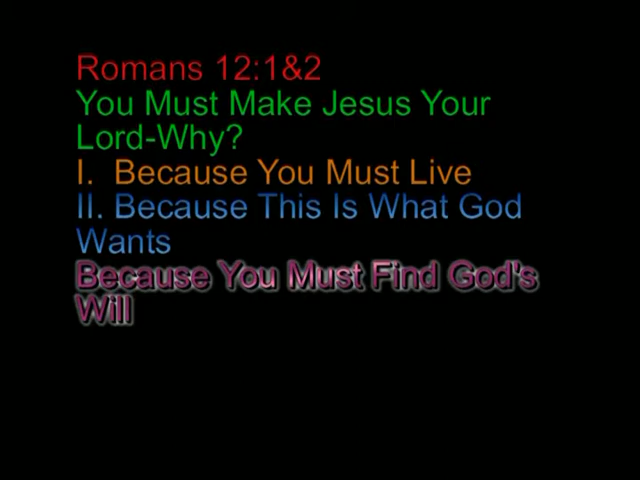 Romans 12:1&2
You Must Make Jesus Your
Lord-Why?
I. Because You Must Live
II. Because This Is What God
Wants
Because You Must Find God's
Will